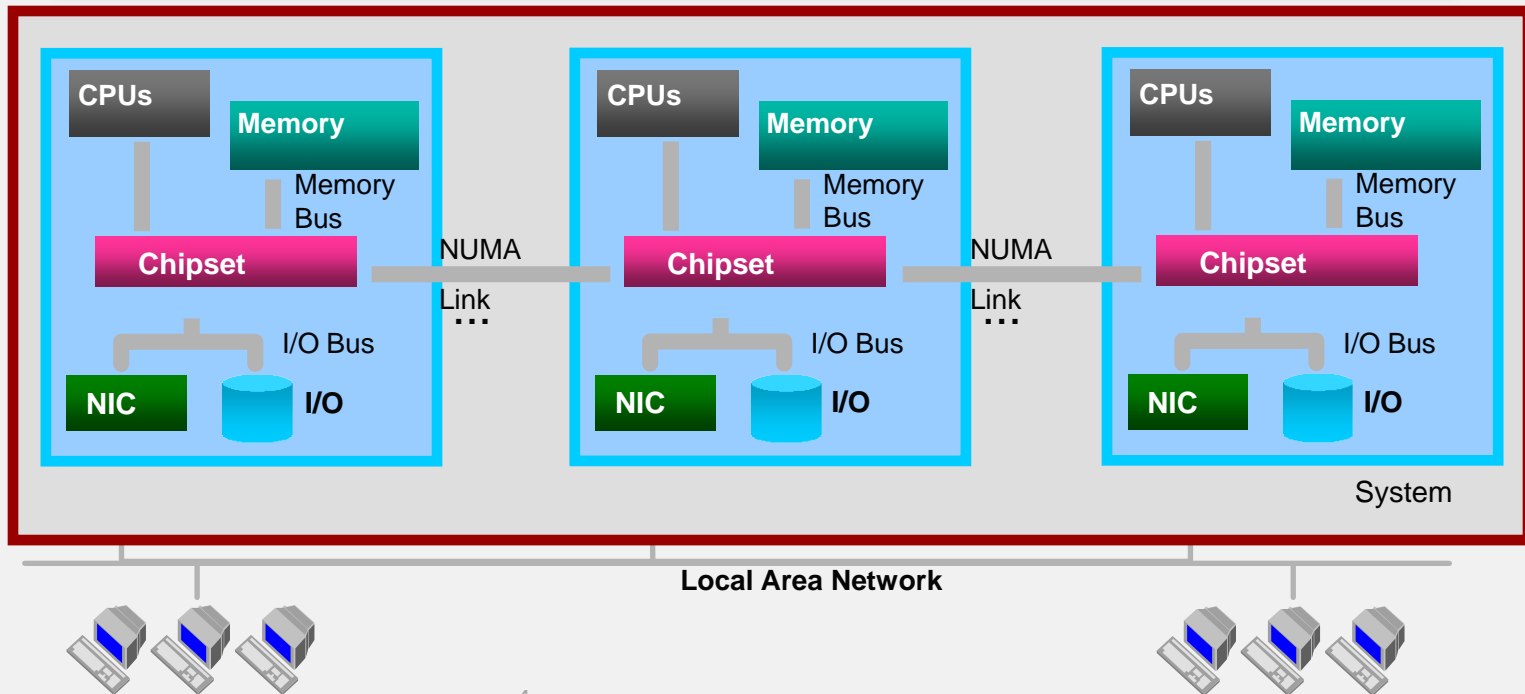 CPUs
Memory
Memory
Bus
Chipset
I/O Bus
NIC
I/O
NUMA
Link
...
CPUs
Memory
Memory
Bus
Chipset
I/O Bus
NIC
I/O
NUMA
Link
...
CPUs
Memory
Memory
Bus
Chipset
I/O Bus
NIC
I/O
System
Local Area Network